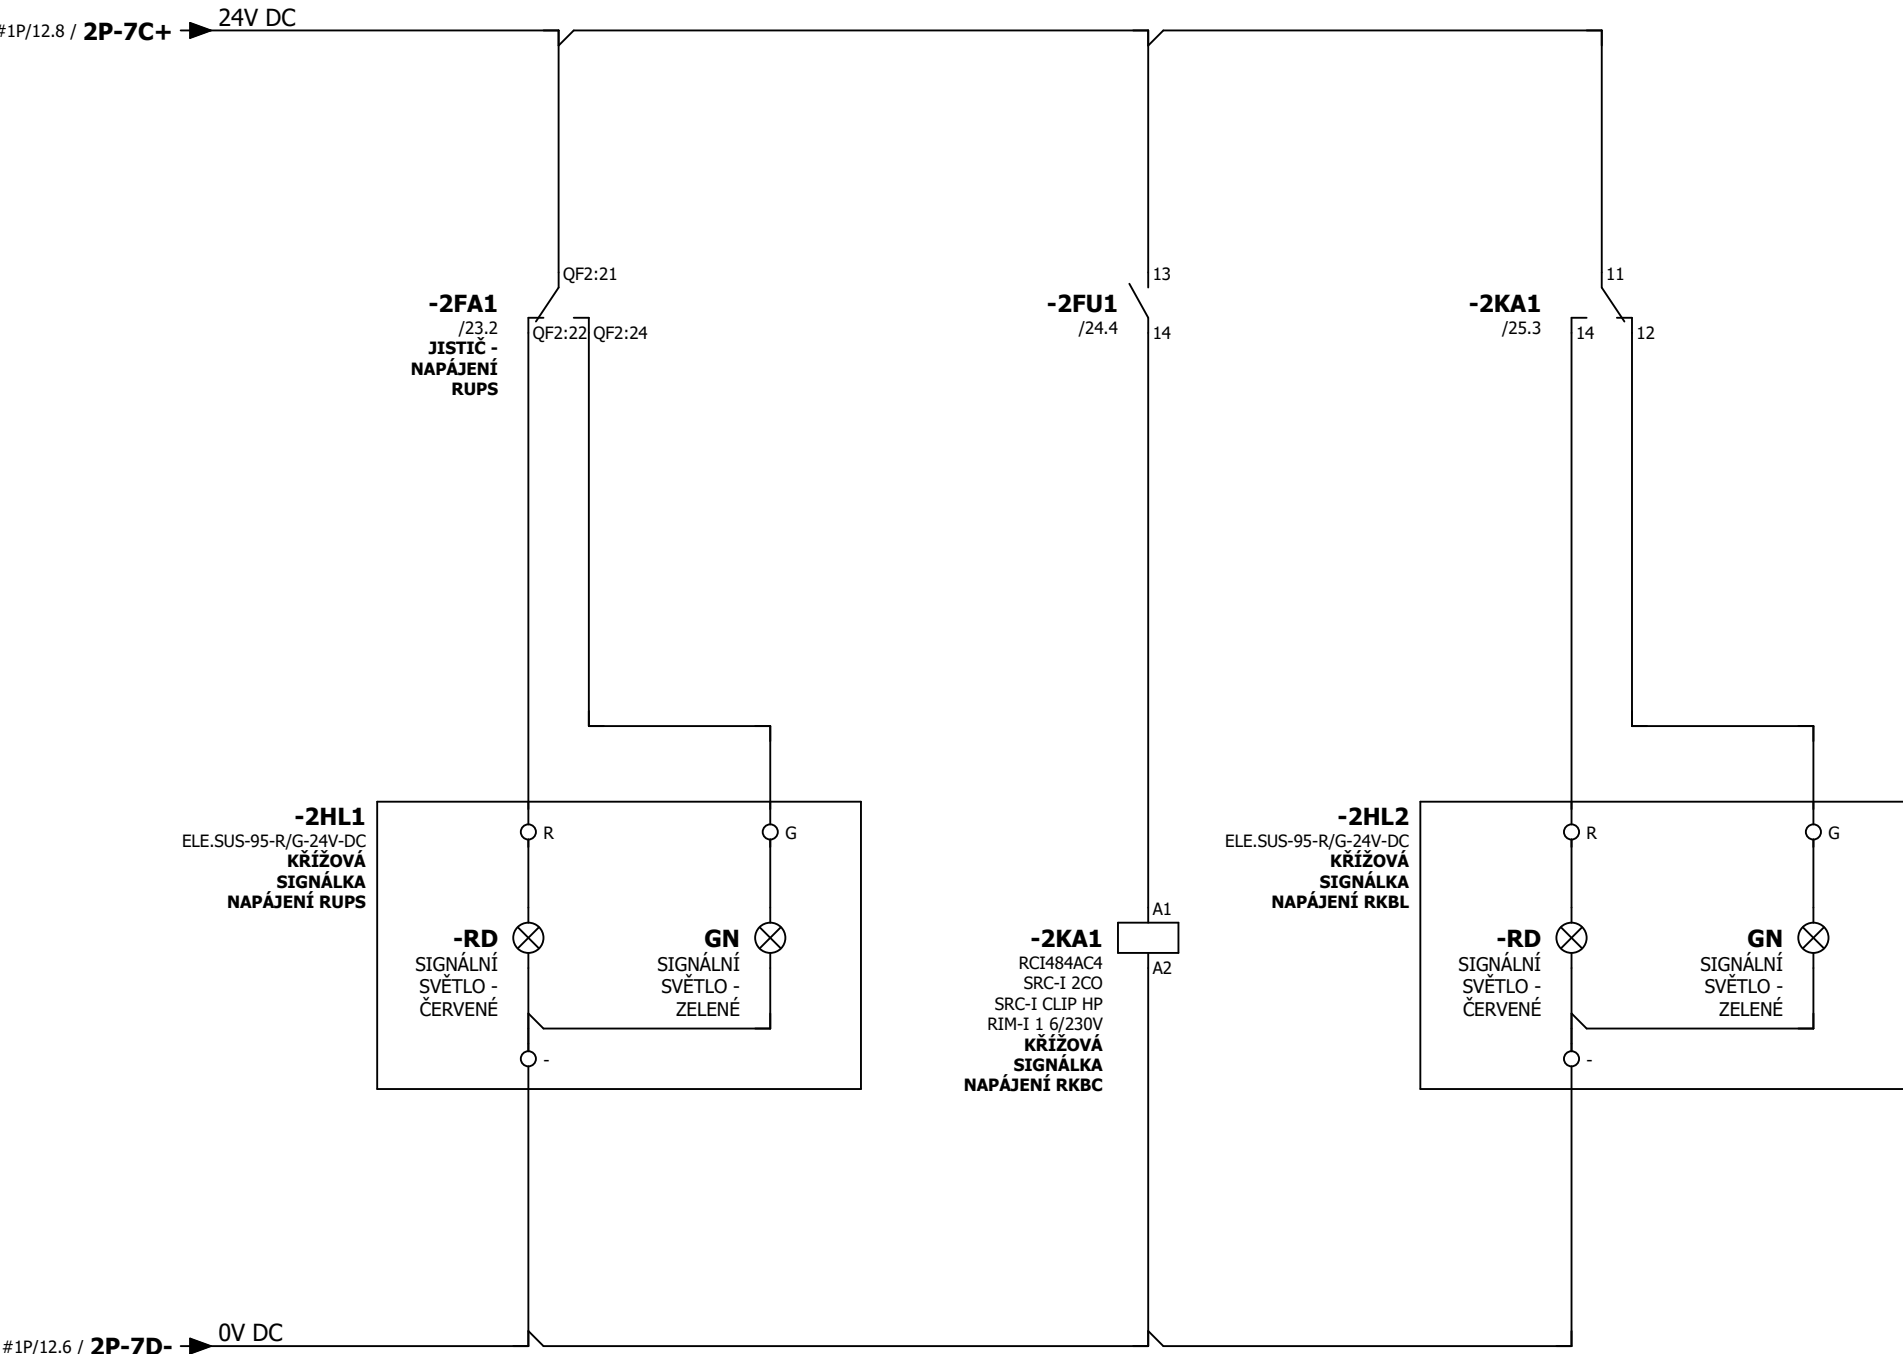 24V DC
#1P/12.8 / 2P-7C+
QF2:21
-2FA1
/23.2
QF2:22 QF2:24
JISTIČ -
NAPÁJENÍ
RUPS
13
-2FU1
/24.4
14
11
-2KA1
/25.3
14
12
-2HL1
ELE.SUS-95-R/G-24V-DC
KŘÍŽOVÁ
SIGNÁLKA
NAPÁJENÍ RUPS
R
G
-RD
SIGNÁLNÍ
SVĚTLO -
ČERVENÉ
GN
SIGNÁLNÍ
SVĚTLO -
ZELENÉ
-
A1
-2KA1
A2
RCI484AC4
SRC-I 2CO
SRC-I CLIP HP
RIM-I 1 6/230V
KŘÍŽOVÁ
SIGNÁLKA
NAPÁJENÍ RKBC
-2HL2
ELE.SUS-95-R/G-24V-DC
KŘÍŽOVÁ
SIGNÁLKA
NAPÁJENÍ RKBL
R
G
-RD
SIGNÁLNÍ
SVĚTLO -
ČERVENÉ
GN
SIGNÁLNÍ
SVĚTLO -
ZELENÉ
-
0V DC
#1P/12.6 / 2P-7D-